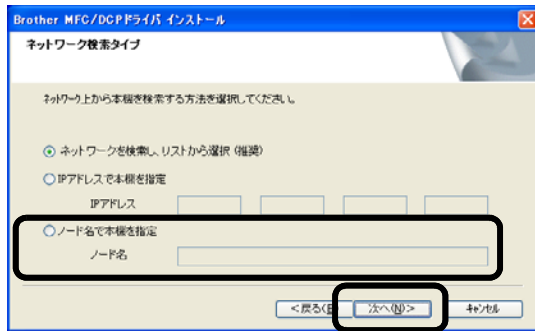 Brother MFC/DCPドライバ インストール
ネットワーク検索タイプ
ネットワーク上から本機を検索する方法を選択してください。
ネットワークを検索し、リストから選択 (推奨)
IPアドレスで本機を指定
IPアドレス
ノード名で本機を指定
ノード名
<戻る(B)
次へ(N)>
キャンセル